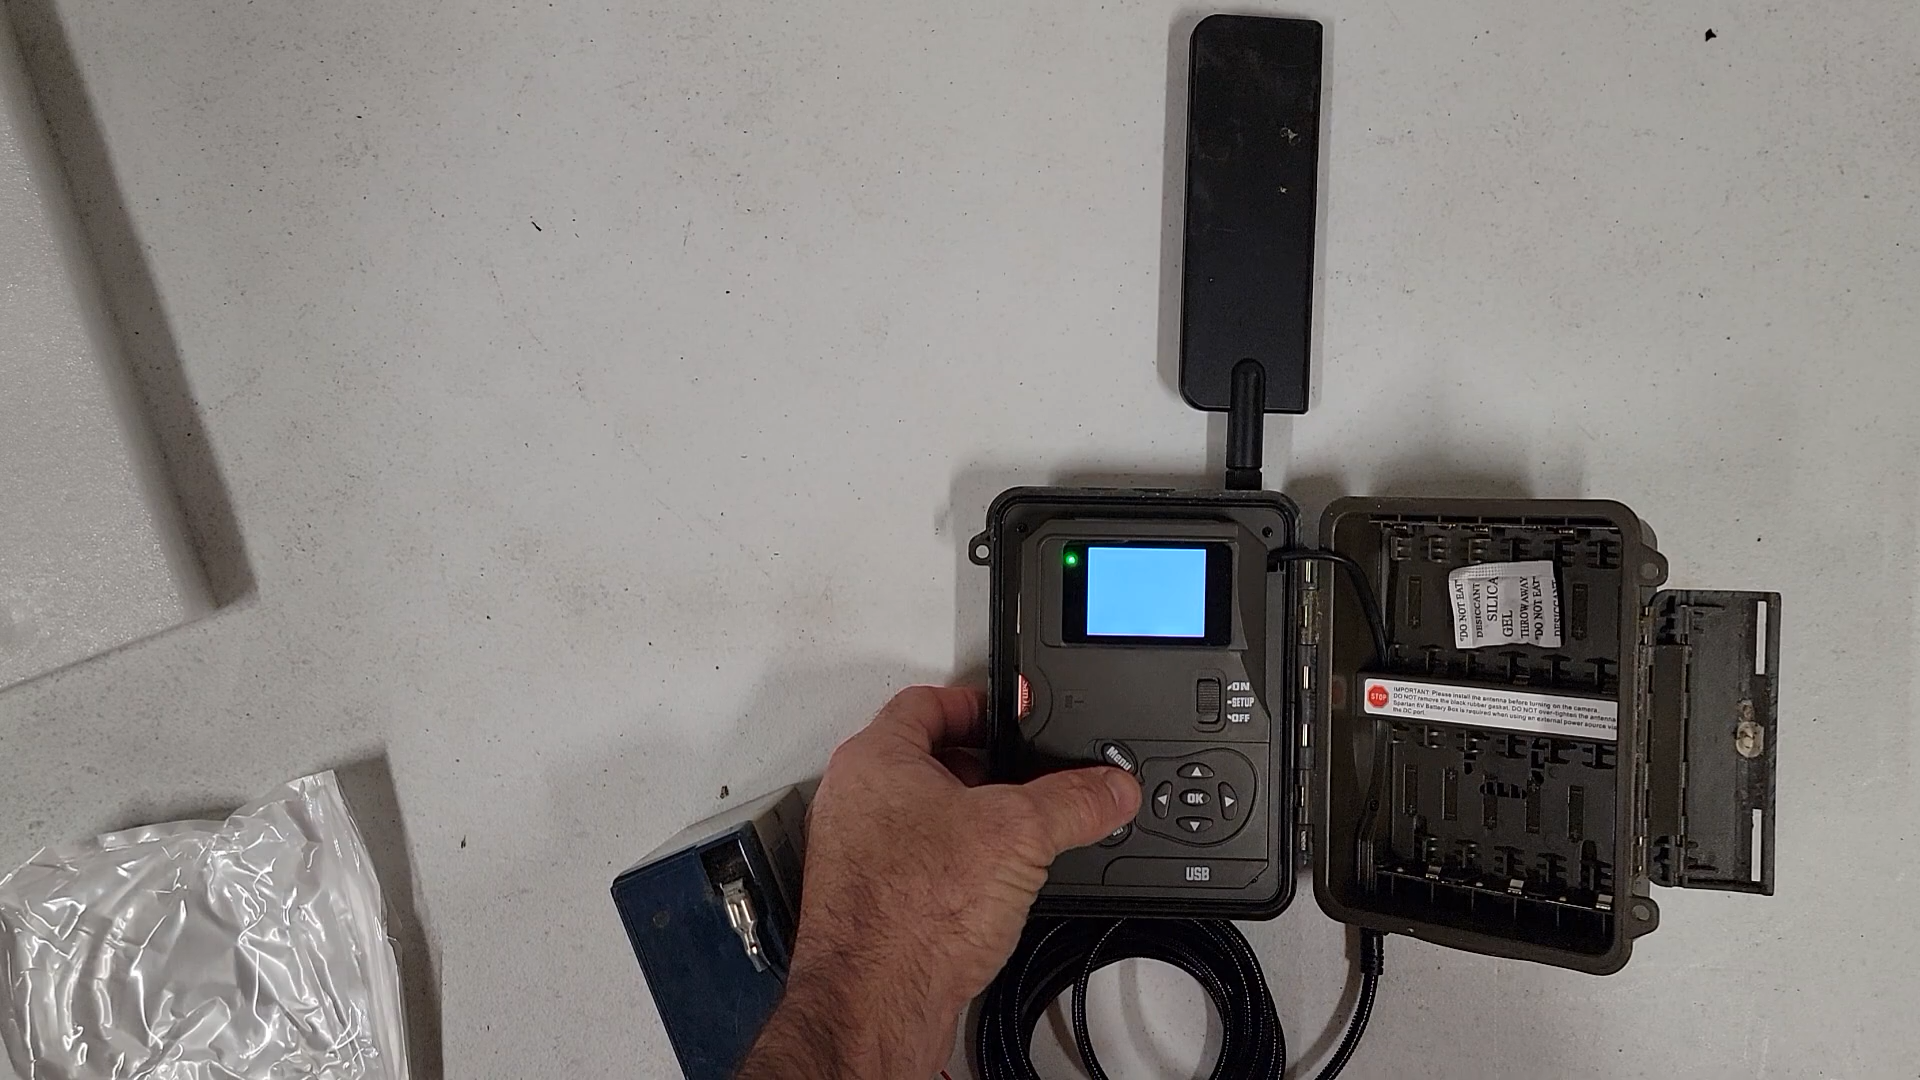 ON
SETUP
OFF
Menu
OK
USB
"DO NOT EAT"
DESICCANT
SILICA
GEL
THROW AWAY
"DO NOT EAT"
DESICCANT
STOP
IMPORTANT: Please install the antenna before turning on the camera.
DO NOT remove the black rubber gasket. DO NOT over-tighten the antenna
Spartan 6V Battery Box is required when using an external power source via
the DC port.